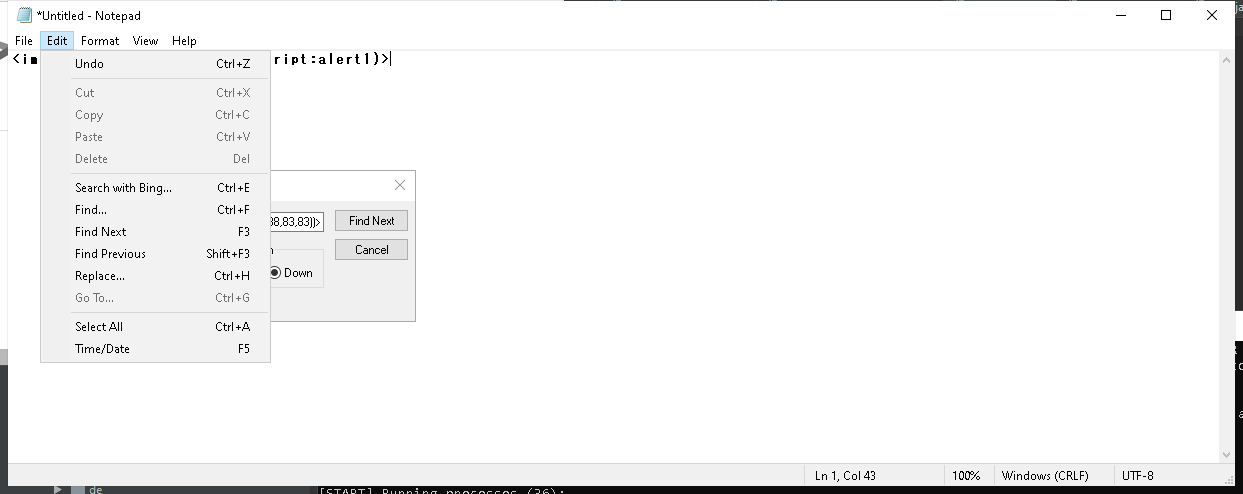 *Untitled - Notepad
File Edit Format View Help
<im ript:alert1)>
Undo Ctrl+Z
Cut Ctrl+X
Copy Ctrl+C
Paste Ctrl+V
Delete Del
Search with Bing... Ctrl+E
Find... Ctrl+F
Find Next F3
Find Previous Shift+F3
Replace... Ctrl+H
Go To... Ctrl+G
Select All Ctrl+A
Time/Date F5
88,83,83))> Find Next
Cancel
Down
Ln 1, Col 43 100% Windows (CRLF) UTF-8
de
[START] Running processes (36):